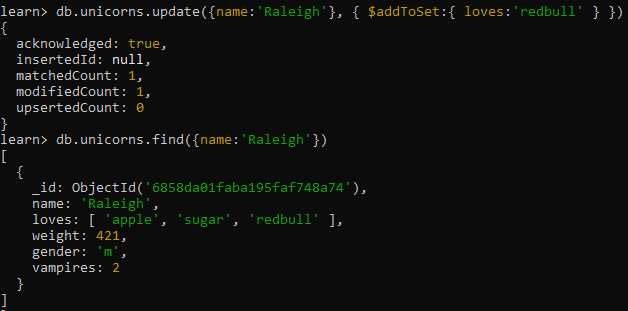 learn> db.unicorns.update({name:'Raleigh'}, { $addToSet:{ loves:'redbull' } })
{
  acknowledged: true,
  insertedId: null,
  matchedCount: 1,
  modifiedCount: 1,
  upsertedCount: 0
}
learn> db.unicorns.find({name:'Raleigh'})
[
  {
    _id: ObjectId('6858da01faba195faf748a74'),
    name: 'Raleigh',
    loves: [ 'apple', 'sugar', 'redbull' ],
    weight: 421,
    gender: 'm',
    vampires: 2
  }
]